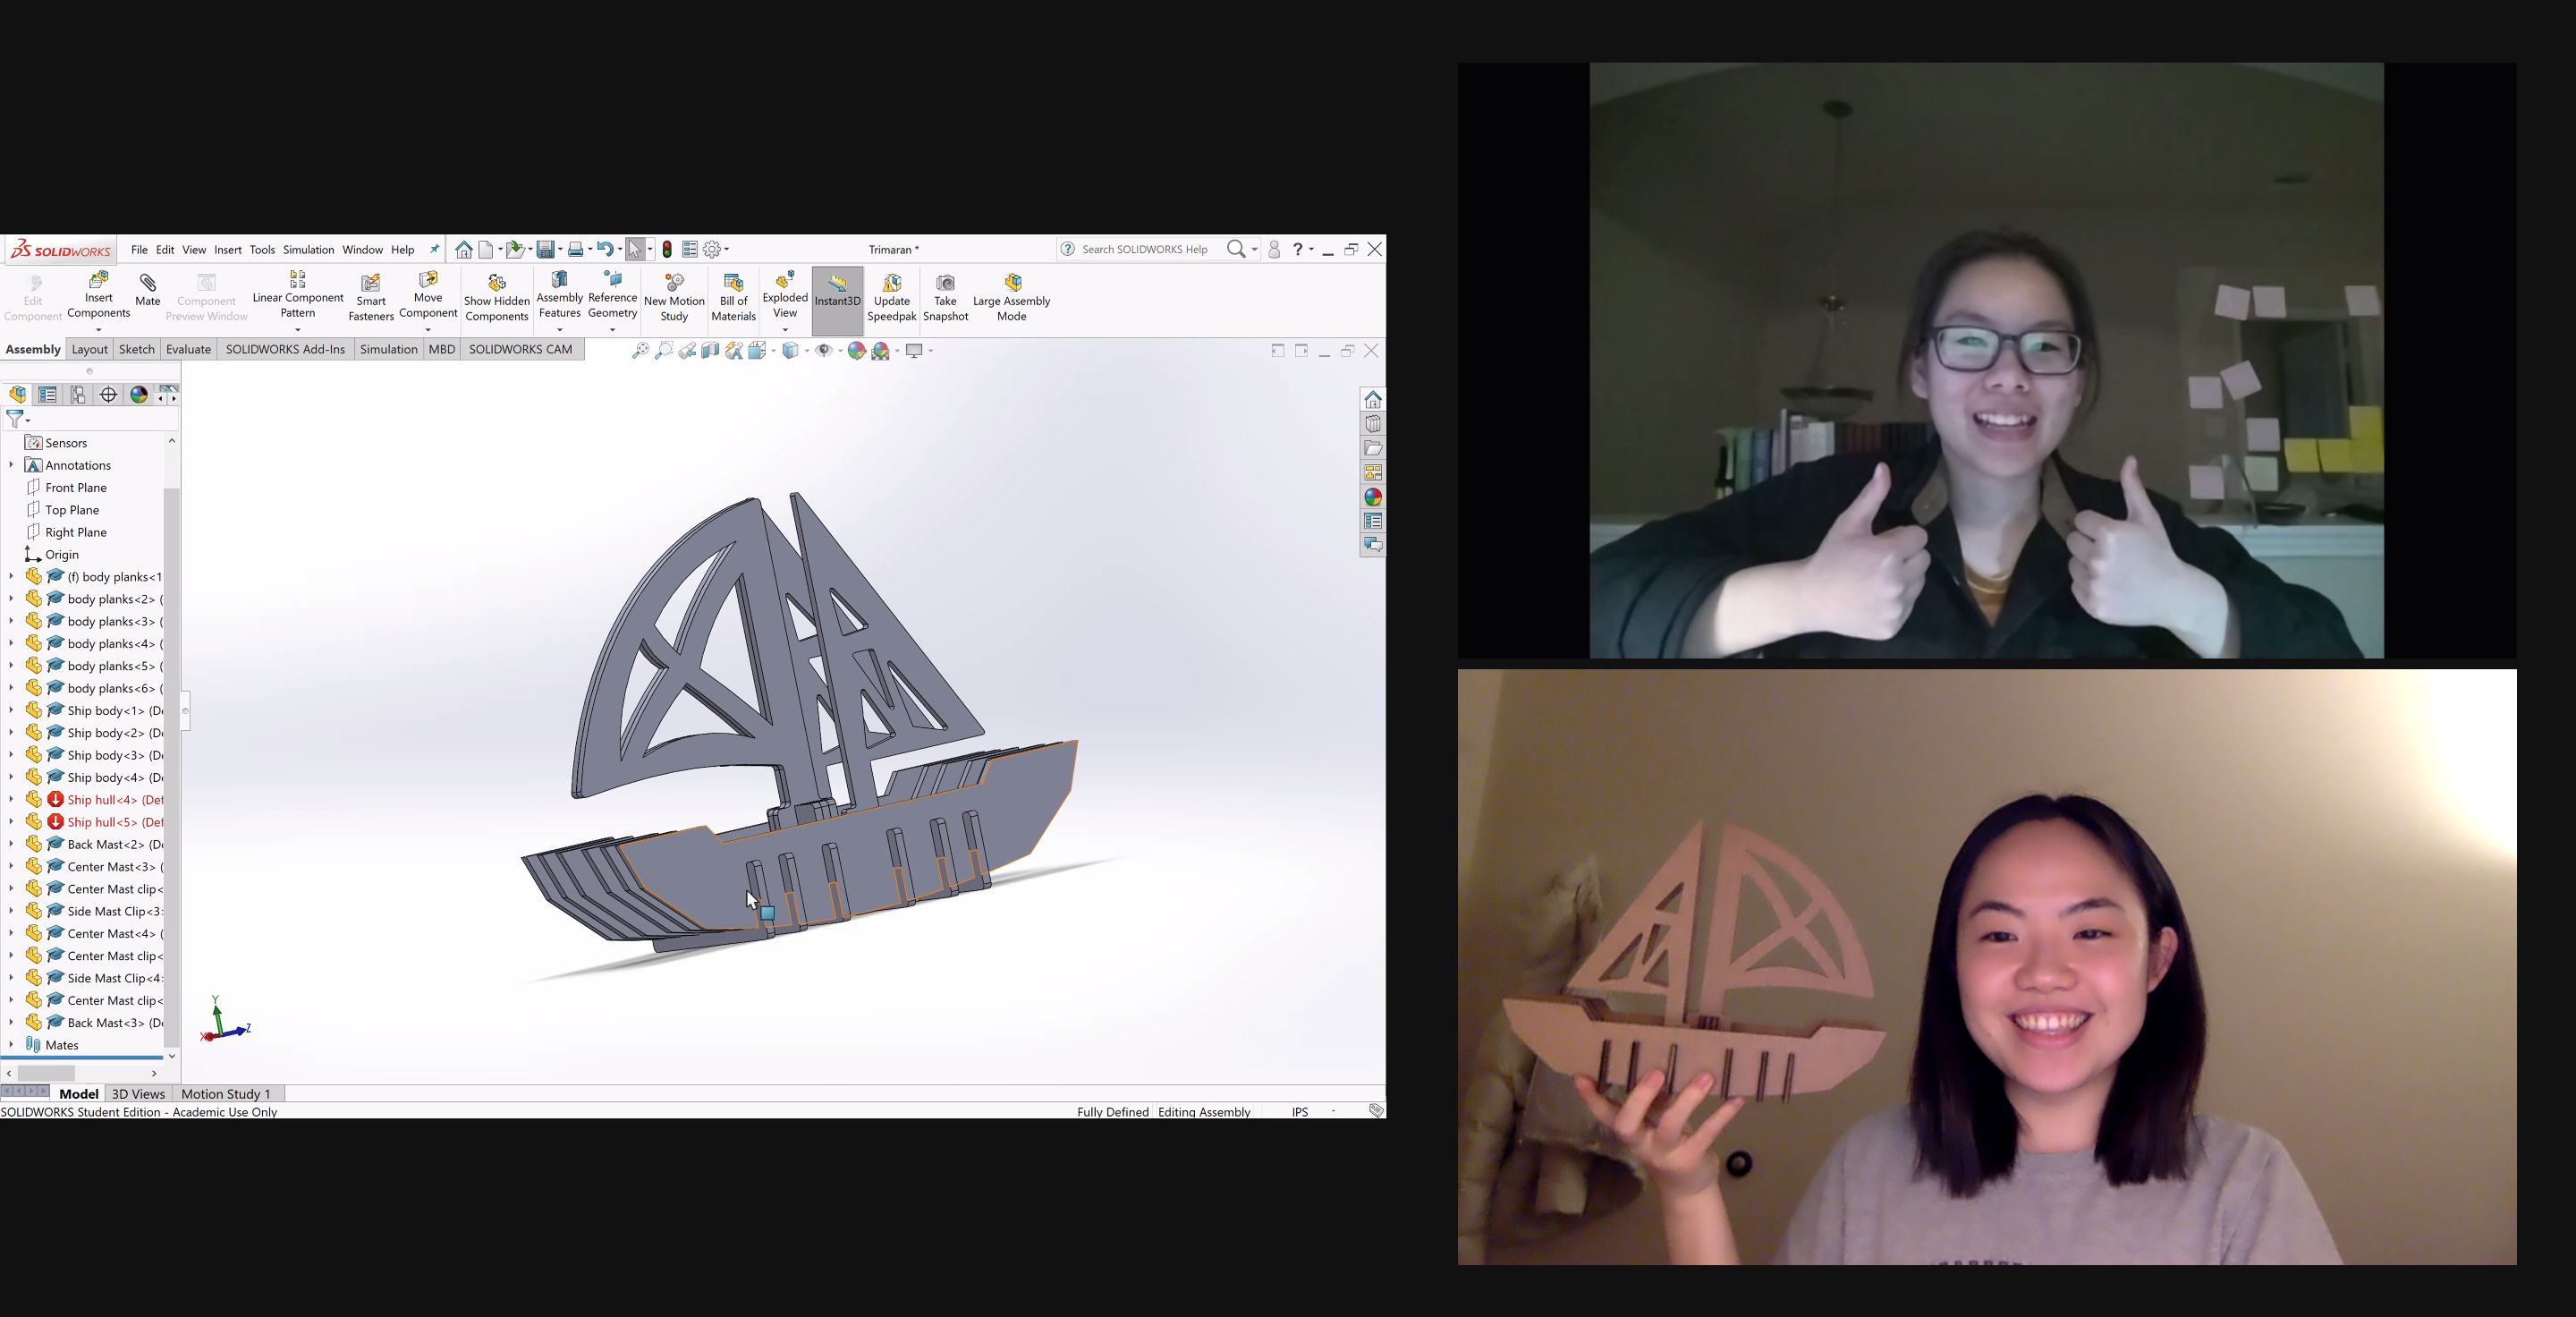 SOLIDWORKS File Edit View Insert Tools Simulation Window Help Trimaran * Search SOLIDWORKS Help ?
Edit Component
Insert Components
Mate
Component Preview Window
Linear Component Pattern
Smart Fasteners
Move Component
Show Hidden Components
Assembly Features
Reference Geometry
New Motion Study
Bill of Materials
Exploded View
Instant3D
Update Speedpak
Take Snapshot
Large Assembly Mode
Assembly Layout Sketch Evaluate SOLIDWORKS Add-Ins Simulation MBD SOLIDWORKS CAM
Sensors
Annotations
Front Plane
Top Plane
Right Plane
Origin
(f) body planks<1
body planks<2> (
body planks<3> (
body planks<4> (
body planks<5> (
body planks<6> (
Ship body<1> (De
Ship body<2> (De
Ship body<3> (De
Ship body<4> (De
Ship hull<4> (Def
Ship hull<5> (Def
Back Mast<2> (De
Center Mast<3> (
Center Mast clip<
Side Mast Clip<3>
Center Mast<4> (
Center Mast clip<
Side Mast Clip<4>
Center Mast clip<
Back Mast<3> (De
Mates
Y
X Z
Model 3D Views Motion Study 1
SOLIDWORKS Student Edition - Academic Use Only Fully Defined Editing Assembly IPS -